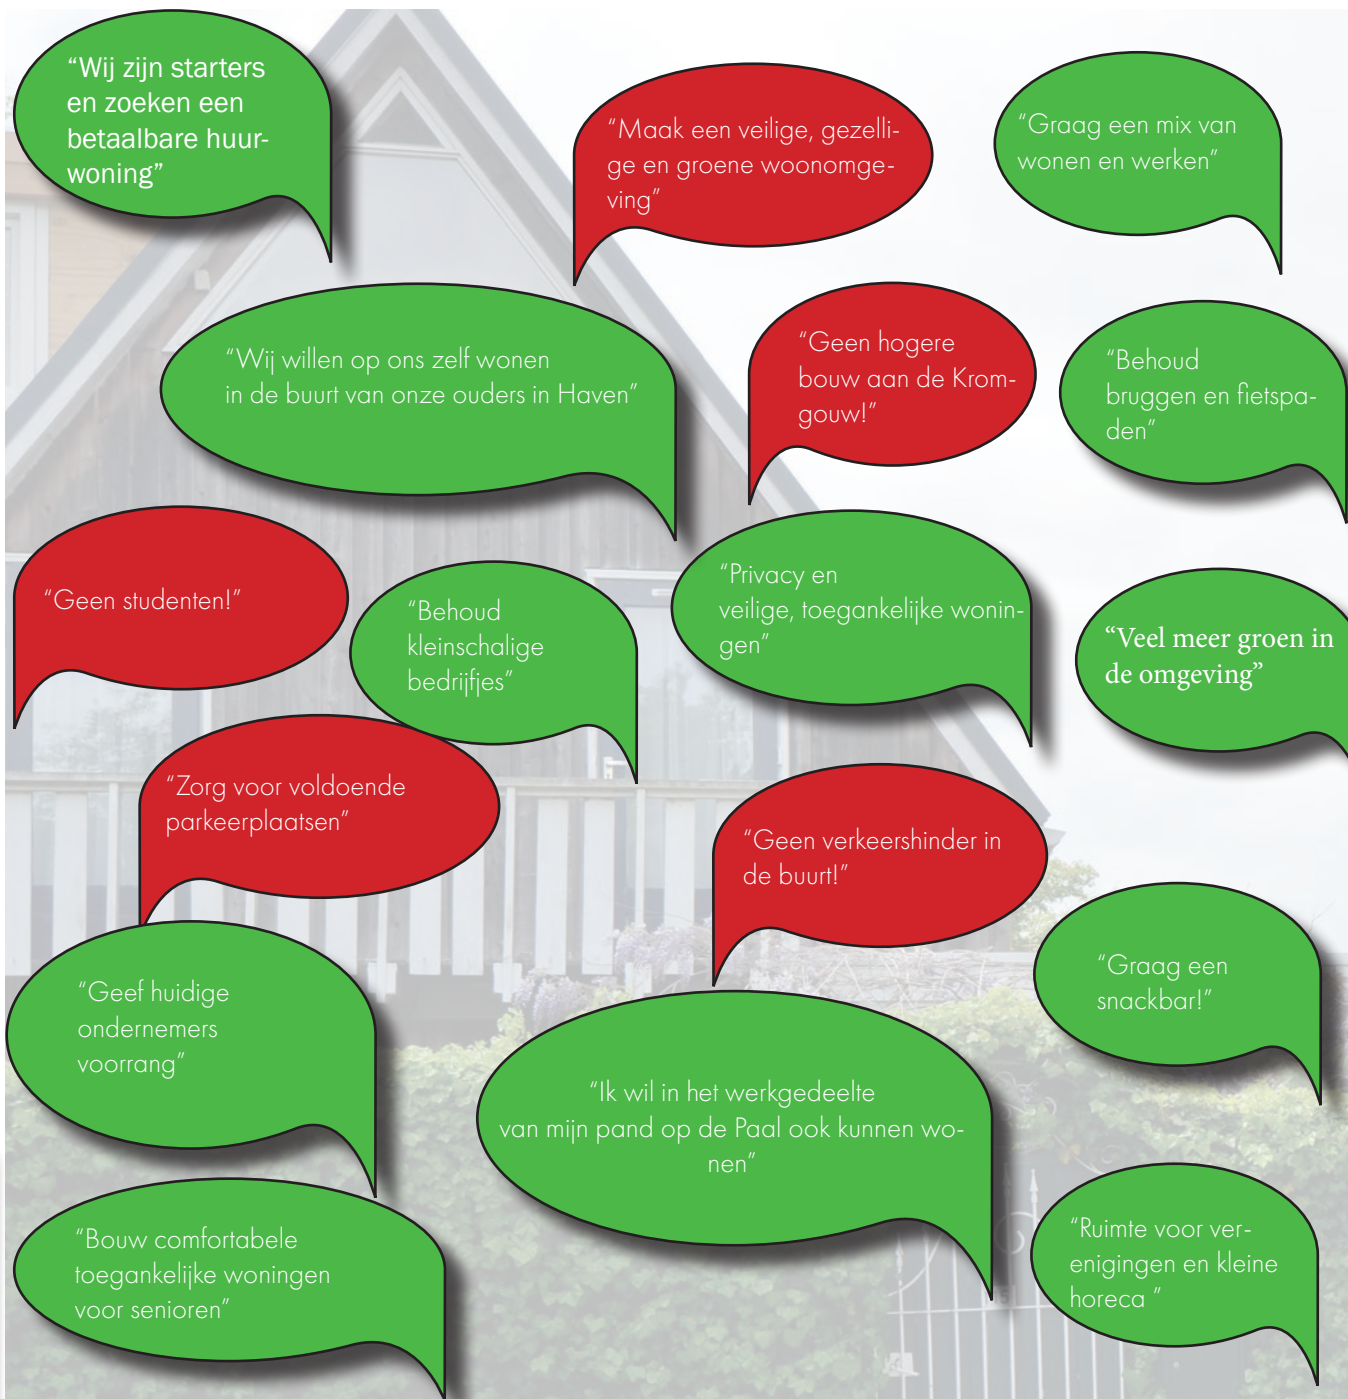 “Wij zijn starters
en zoeken een
betaalbare huur-
woning”
“Maak een veilige, gezelli-
ge en groene woonomge-
ving”
“Graag een mix van
wonen en werken”
“Wij willen op ons zelf wonen
in de buurt van onze ouders in Haven”
“Geen hogere
bouw aan de Krom-
gouw!”
“Behoud
bruggen en fietspa-
den”
“Geen studenten!”
“Behoud
kleinschalige
bedrijfjes”
“Privacy en
veilige, toegankelijke wonin-
gen”
“Veel meer groen in
de omgeving”
“Zorg voor voldoende
parkeerplaatsen”
“Geen verkeershinder in
de buurt!”
“Geef huidige
ondernemers
voorrang”
“Graag een
snackbar!”
“Ik wil in het werkgedeelte
van mijn pand op de Paal ook kunnen wo-
nen”
“Bouw comfortabele
toegankelijke woningen
voor senioren”
“Ruimte voor ver-
enigingen en kleine
horeca ”